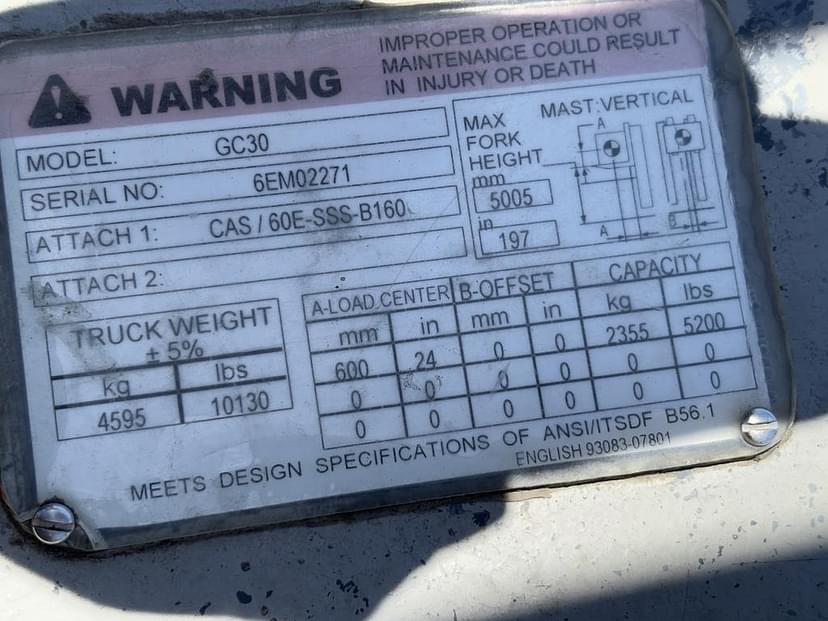 WARNING
IMPROPER OPERATION OR
MAINTENANCE COULD RESULT
IN INJURY OR DEATH
MODEL: GC30
SERIAL NO: 6EM02271
ATTACH 1: CAS / 60E-SSS-B160
ATTACH 2:
MAX
FORK
HEIGHT
mm
5005
in
197
MAST:VERTICAL
A
A
B
TRUCK WEIGHT
± 5%
kg lbs
4595 10130
A-LOAD CENTER B-OFFSET CAPACITY
mm in mm in kg lbs
600 24 0 0 2355 5200
0 0 0 0 0 0
0 0 0 0 0 0
MEETS DESIGN SPECIFICATIONS OF ANSI/ITSDF B56.1
ENGLISH 93083-07801